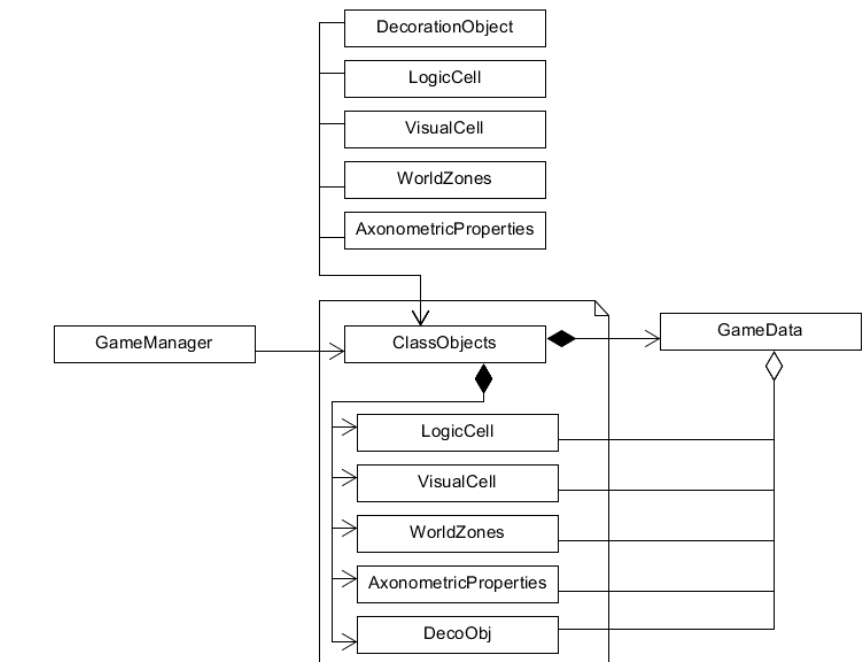 DecorationObject
LogicCell
VisualCell
WorldZones
AxonometricProperties
GameManager
ClassObjects
GameData
LogicCell
VisualCell
WorldZones
AxonometricProperties
DecoObj